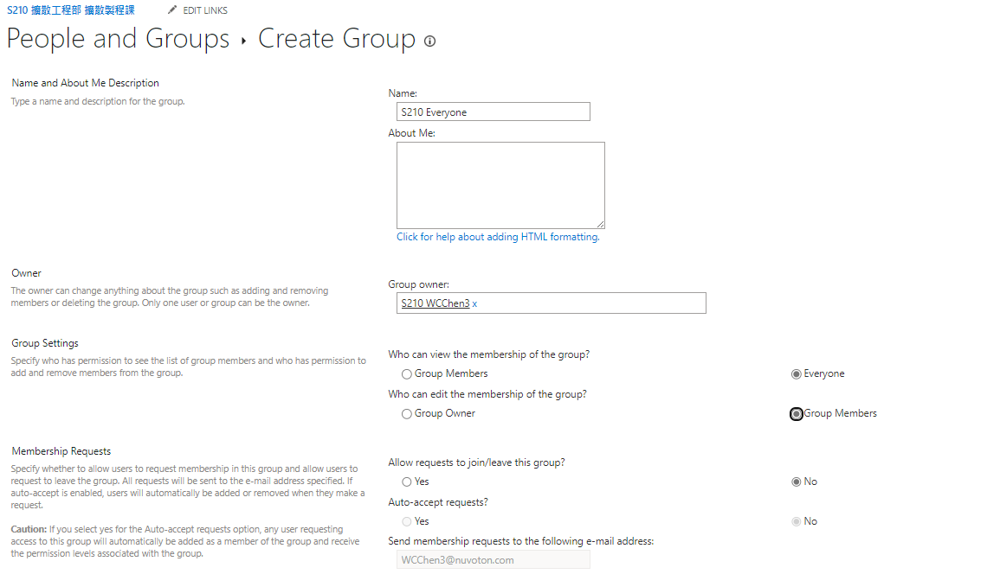 S210 擴散工程部 擴散製程課 EDIT LINKS
People and Groups ▸ Create Group
Name and About Me Description
Type a name and description for the group.
Name:
S210 Everyone
About Me:
Click for help about adding HTML formatting.
Owner
The owner can change anything about the group such as adding and removing
members or deleting the group. Only one user or group can be the owner.
Group owner:
S210 WCChen3 x
Group Settings
Specify who has permission to see the list of group members and who has permission to
add and remove members from the group.
Who can view the membership of the group?
Group Members Everyone
Who can edit the membership of the group?
Group Owner Group Members
Membership Requests
Specify whether to allow users to request membership in this group and allow users to
request to leave the group. All requests will be sent to the e-mail address specified. If
auto-accept is enabled, users will automatically be added or removed when they make a
request.
Caution: If you select yes for the Auto-accept requests option, any user requesting
access to this group will automatically be added as a member of the group and receive
the permission levels associated with the group.
Allow requests to join/leave this group?
Yes No
Auto-accept requests?
Yes No
Send membership requests to the following e-mail address:
WCChen3@nuvoton.com